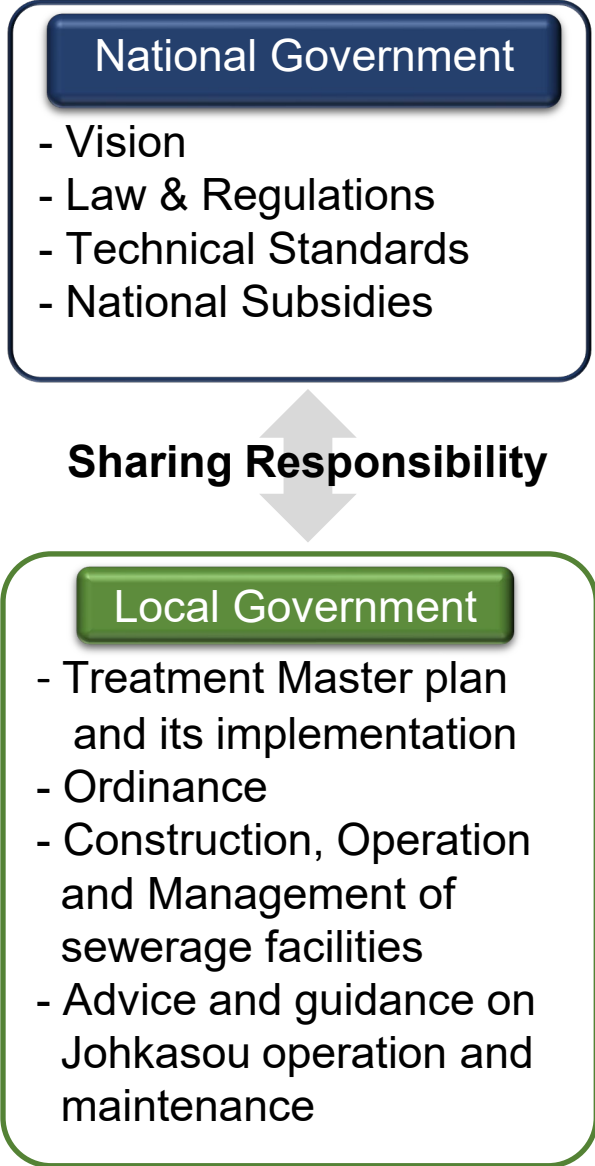 National Government
- Vision
- Law & Regulations
- Technical Standards
- National Subsidies
Sharing Responsibility
Local Government
- Treatment Master plan
and its implementation
- Ordinance
- Construction, Operation
and Management of
sewerage facilities
- Advice and guidance on
Johkasou operation and
maintenance